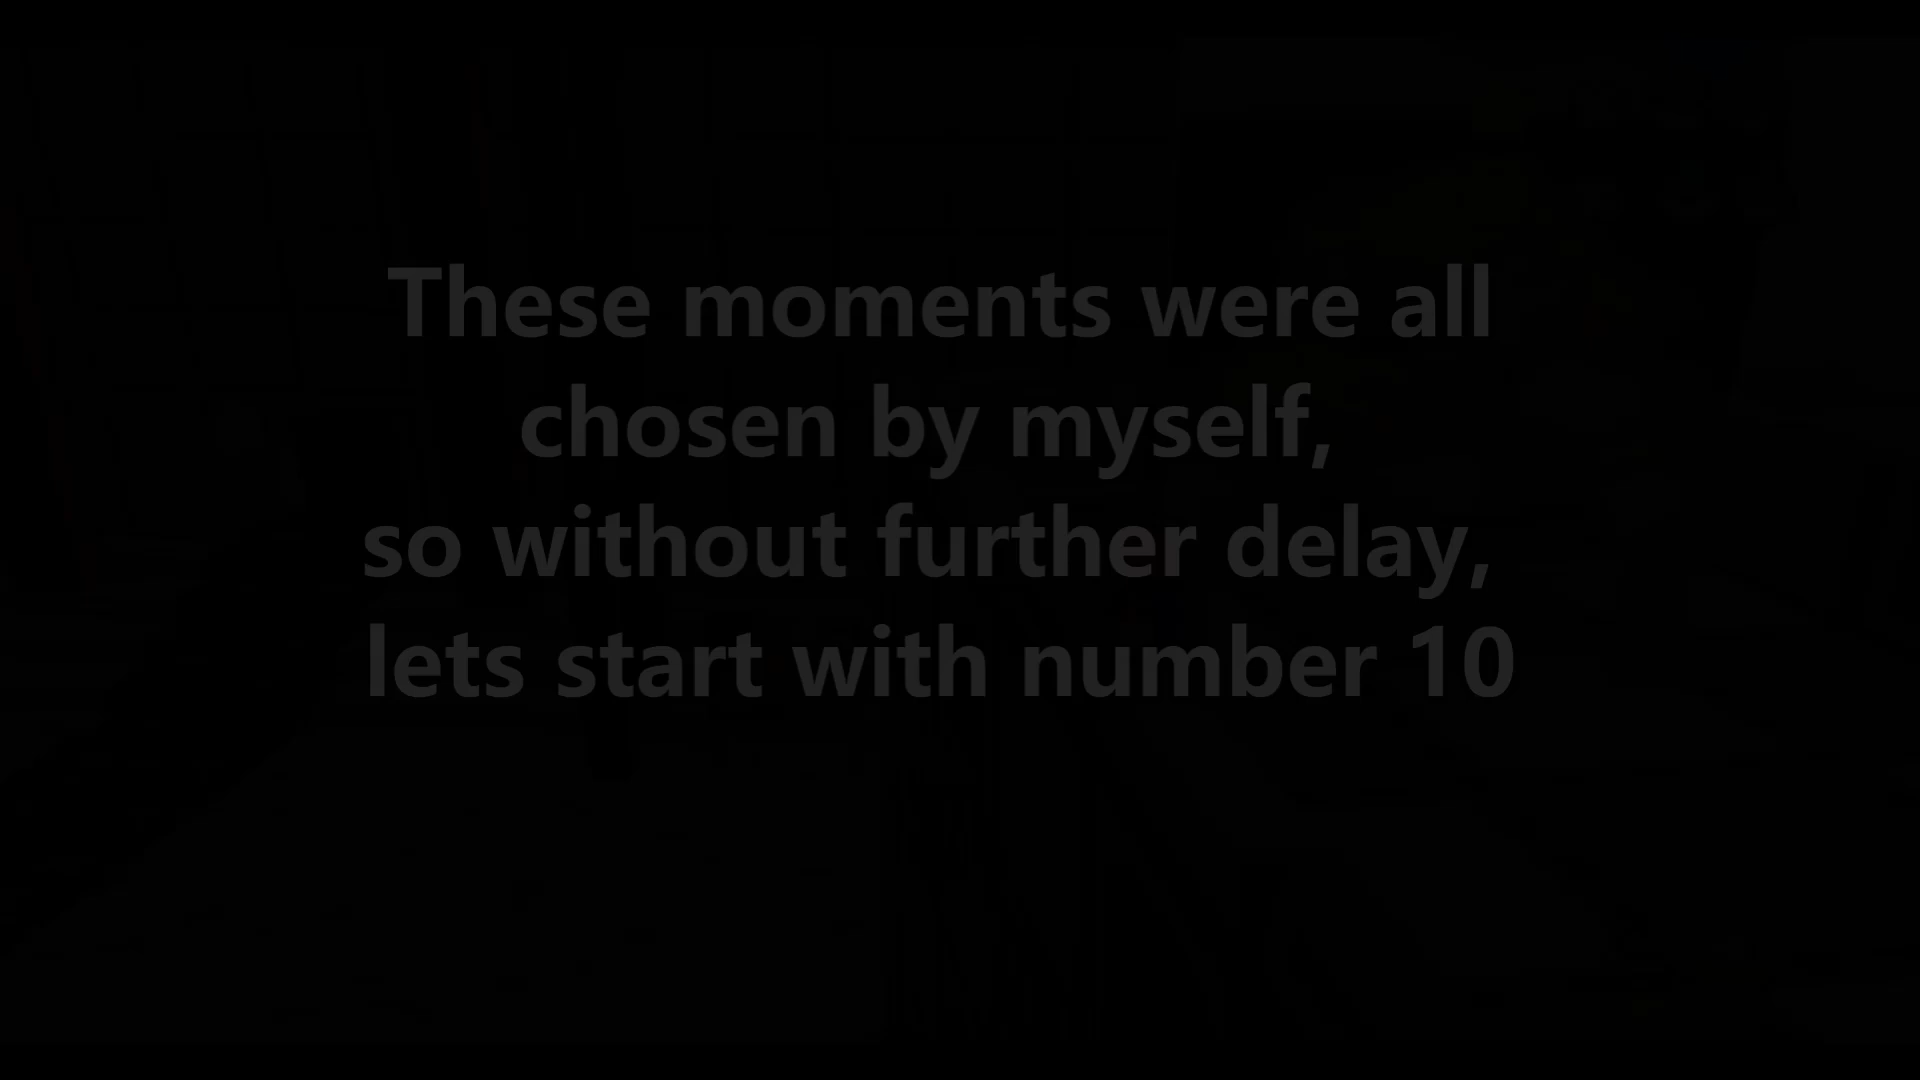 These moments were all
chosen by myself,
so without further delay,
lets start with number 10